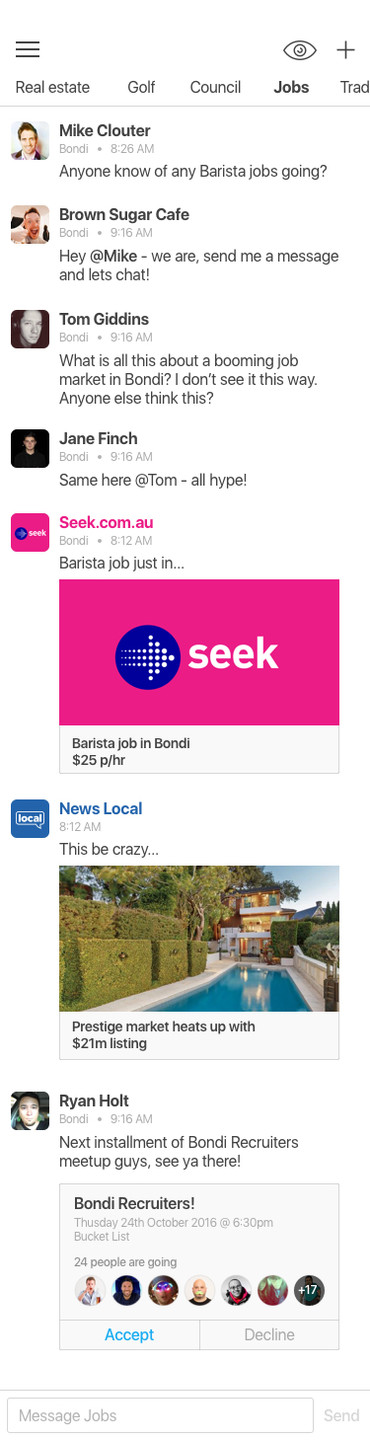 Real estate Golf Council Jobs Trad
Mike Clouter
Bondi • 8:26 AM
Anyone know of any Barista jobs going?
Brown Sugar Cafe
Bondi • 9:16 AM
Hey @Mike - we are, send me a message
and lets chat!
Tom Giddins
Bondi • 9:16 AM
What is all this about a booming job
market in Bondi? I don’t see it this way.
Anyone else think this?
Jane Finch
Bondi • 9:16 AM
Same here @Tom - all hype!
seek
Seek.com.au
Bondi • 8:12 AM
Barista job just in...
seek
Barista job in Bondi
$25 p/hr
local
News Local
8:12 AM
This be crazy...
Prestige market heats up with
$21m listing
Ryan Holt
Bondi • 9:16 AM
Next installment of Bondi Recruiters
meetup guys, see ya there!
Bondi Recruiters!
Thusday 24th October 2016 @ 6:30pm
Bucket List
24 people are going
+17
Accept Decline
Message Jobs Send